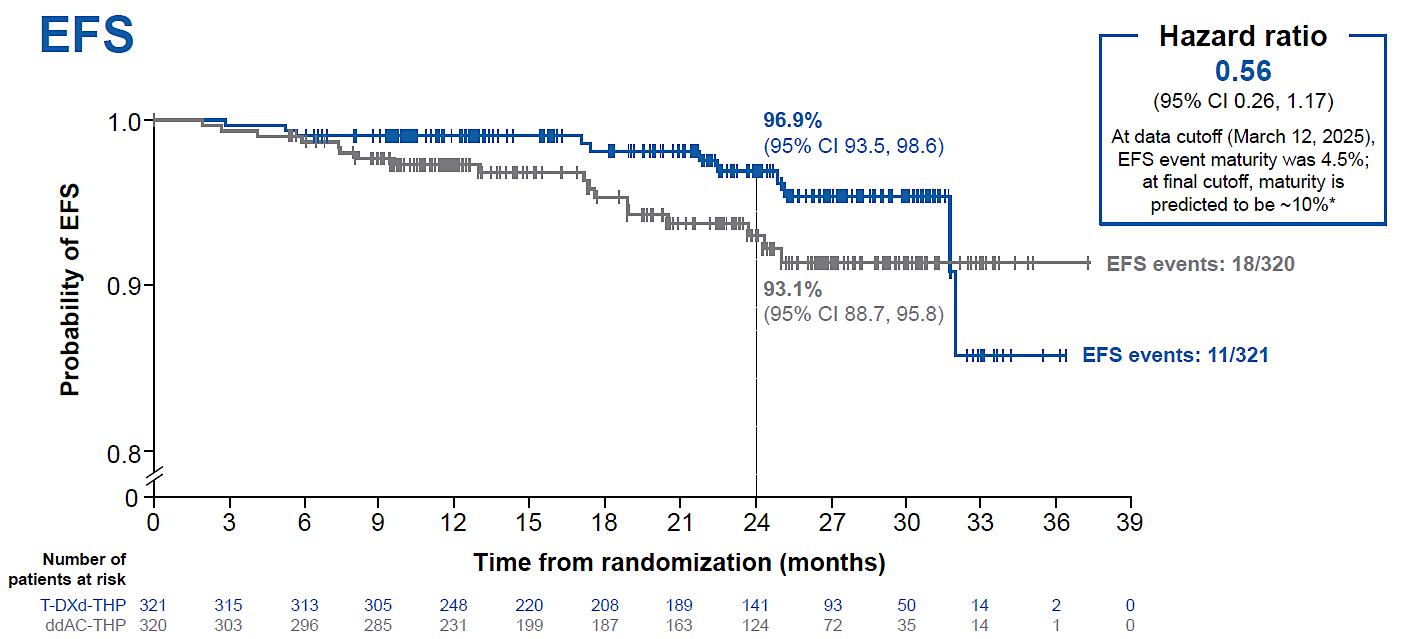 EFS
Hazard ratio
0.56
(95% CI 0.26, 1.17)
At data cutoff (March 12, 2025),
EFS event maturity was 4.5%;
at final cutoff, maturity is
predicted to be ~10%*
Probability of EFS
1.0
0.9
0.8
0
96.9%
(95% CI 93.5, 98.6)
93.1%
(95% CI 88.7, 95.8)
EFS events: 18/320
EFS events: 11/321
0 3 6 9 12 15 18 21 24 27 30 33 36 39
Time from randomization (months)
Number of
patients at risk
T-DXd-THP 321 315 313 305 248 220 208 189 141 93 50 14 2 0
ddAC-THP 320 303 296 285 231 199 187 163 124 72 35 14 1 0